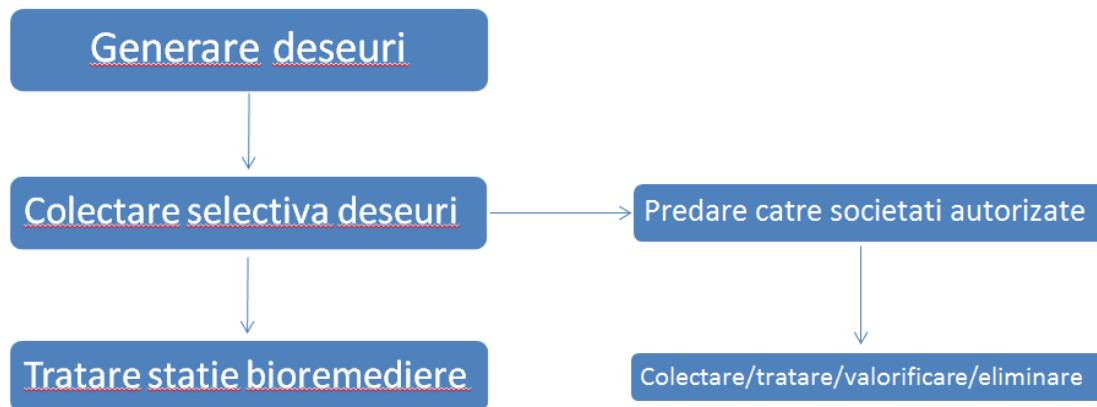 Generare deseuri
Colectare selectiva deseuri
Predare catre societati autorizate
Tratare statie bioremediere
Colectare/tratare/valorificare/eliminare